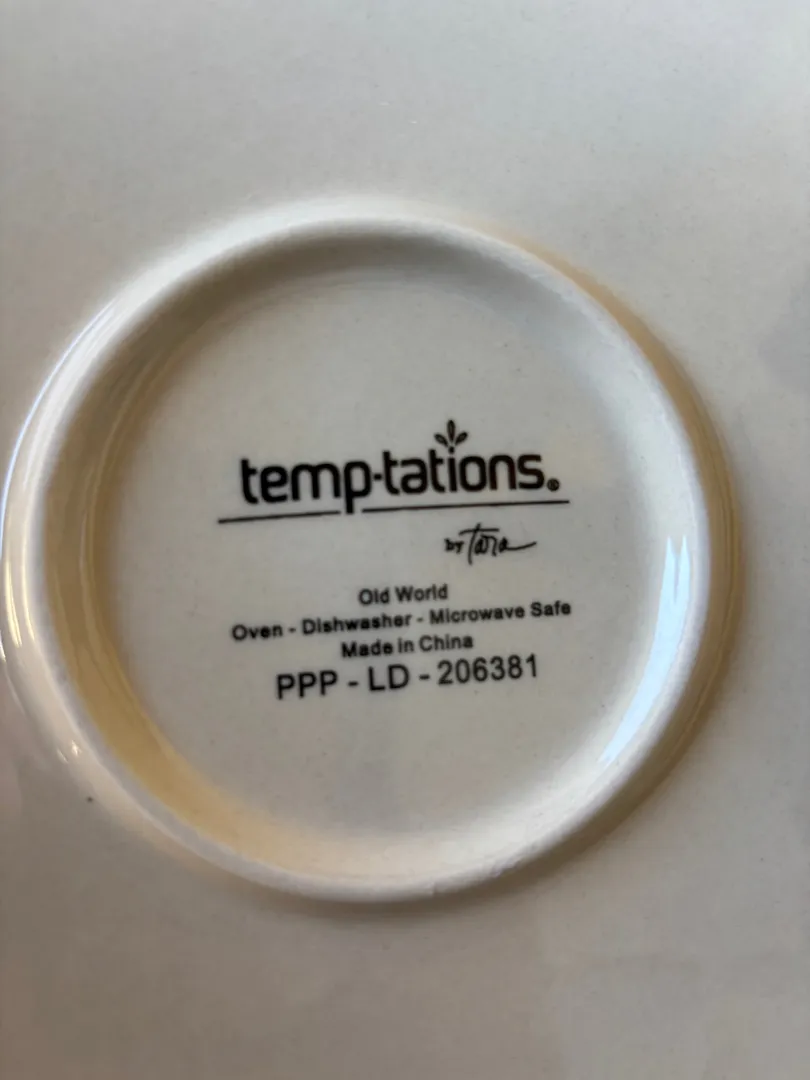 temp-tations®
by Tara
Old World
Oven - Dishwasher - Microwave Safe
Made in China
PPP - LD - 206381